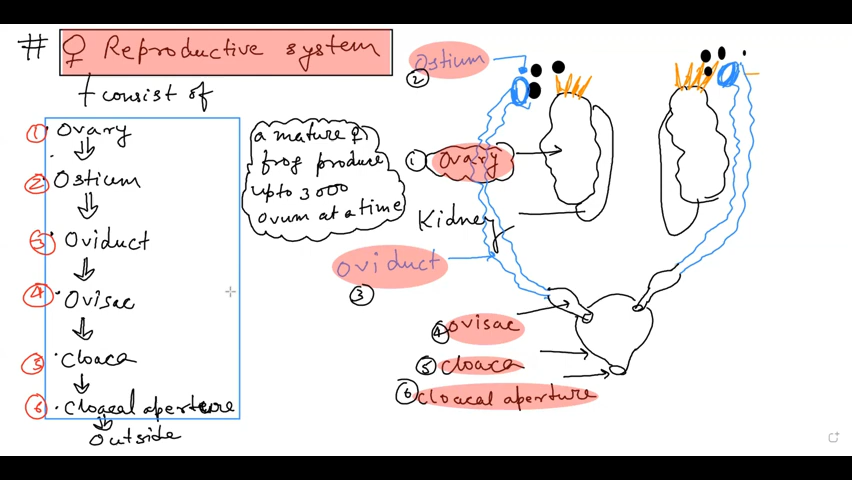 # ♀ Reproductive system
consist of
① Ovary
② Ostium
③ Oviduct
④ Ovisac
⑤ Cloaca
⑥ Cloacal aperture
Outside
a mature ♀
frog produce
upto 3000
ovum at a time
Ostium
②
① Ovary
Kidney
Oviduct
③
④ Ovisac
⑤ cloaca
⑥ cloacal aperture